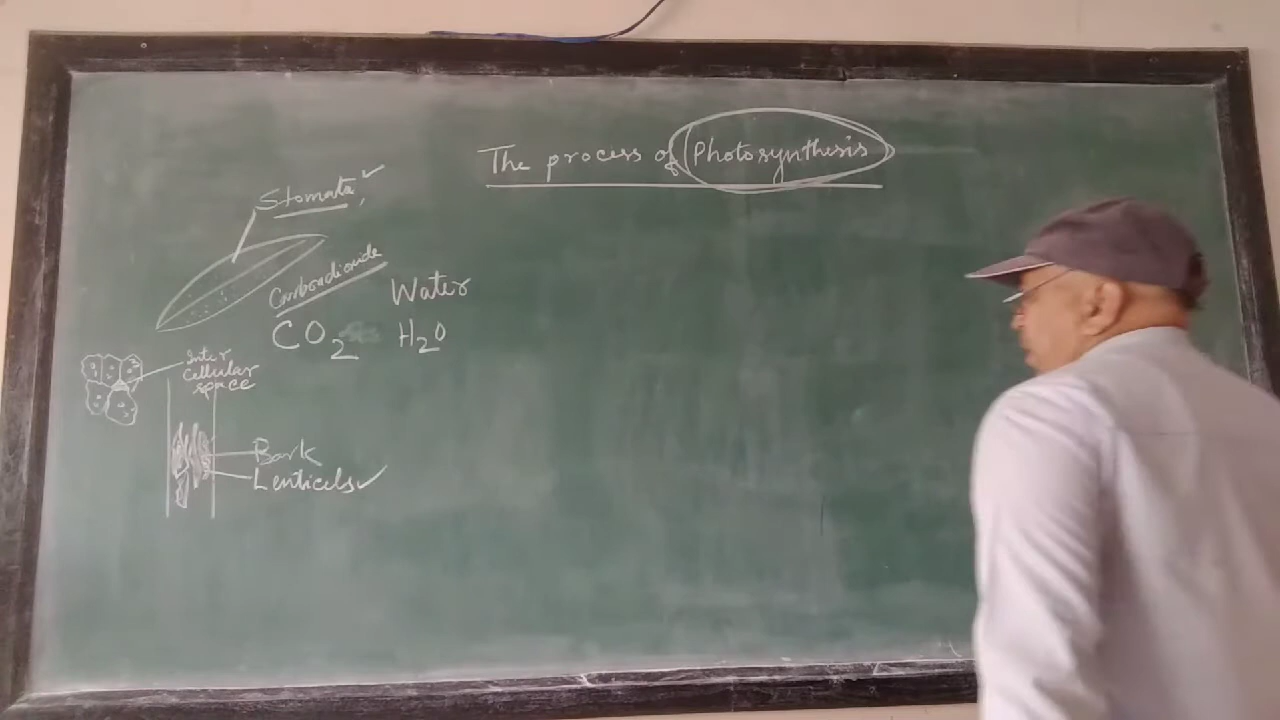 The process of Photosynthesis
Stomata
Carbondioxide
Water
CO2
H2O
Inter
cellular
space
Bark
Lenticels